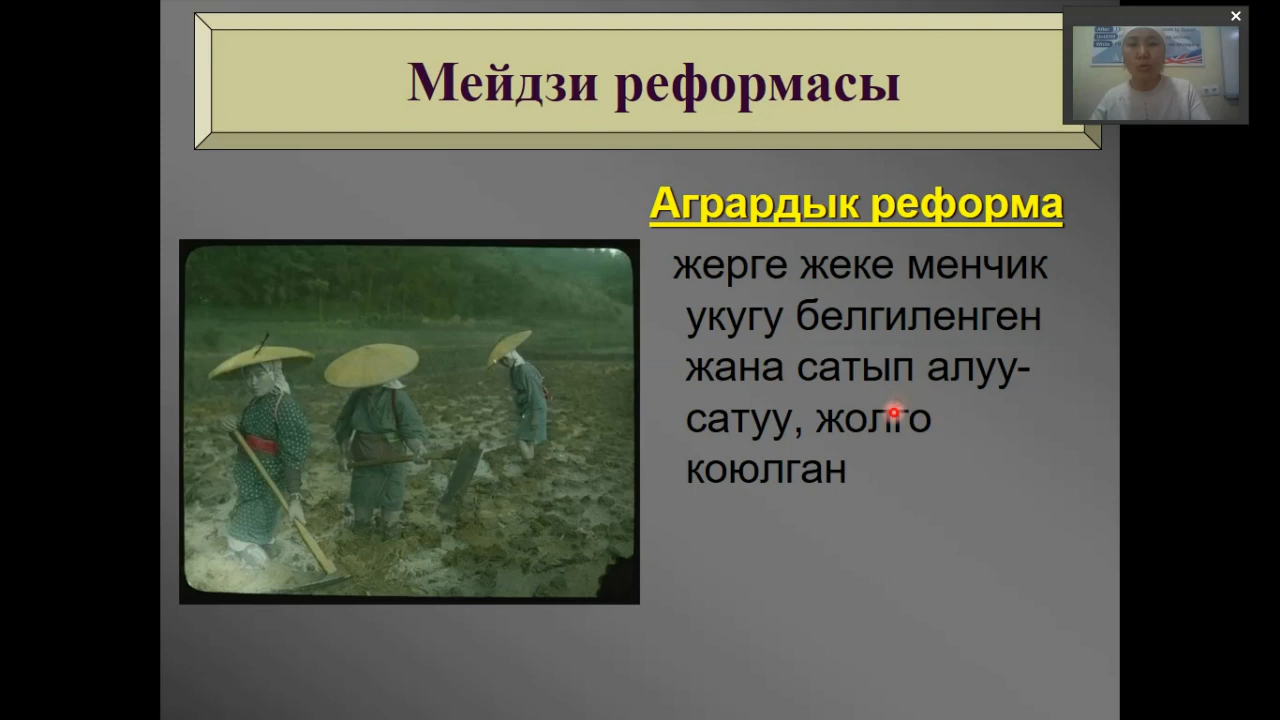 Мейдзи реформасы
Агрардык реформа
жерге жеке менчик
укугу белгиленген
жана сатып алуу-
сатуу, жолго
коюлган